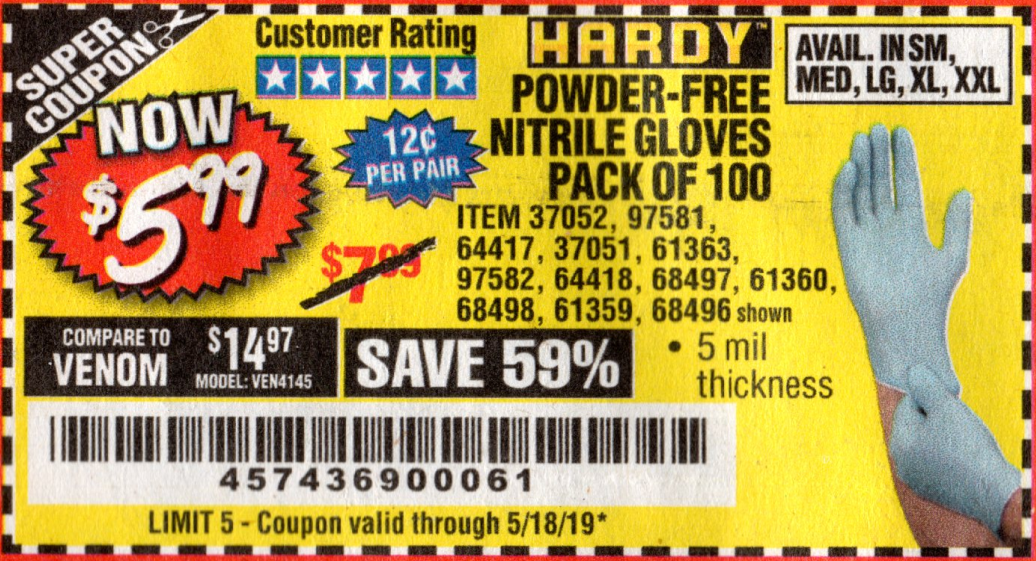 SUPER
COUPON
Customer Rating
HARDY™
AVAIL. IN SM,
MED, LG, XL, XXL
NOW
$5.99
12¢
PER PAIR
POWDER-FREE
NITRILE GLOVES
PACK OF 100
$7.99
ITEM 37052, 97581,
64417, 37051, 61363,
97582, 64418, 68497, 61360,
68498, 61359, 68496 shown
COMPARE TO
VENOM
$14.97
MODEL: VEN4145
SAVE 59%
• 5 mil
thickness
457436900061
LIMIT 5 - Coupon valid through 5/18/19*